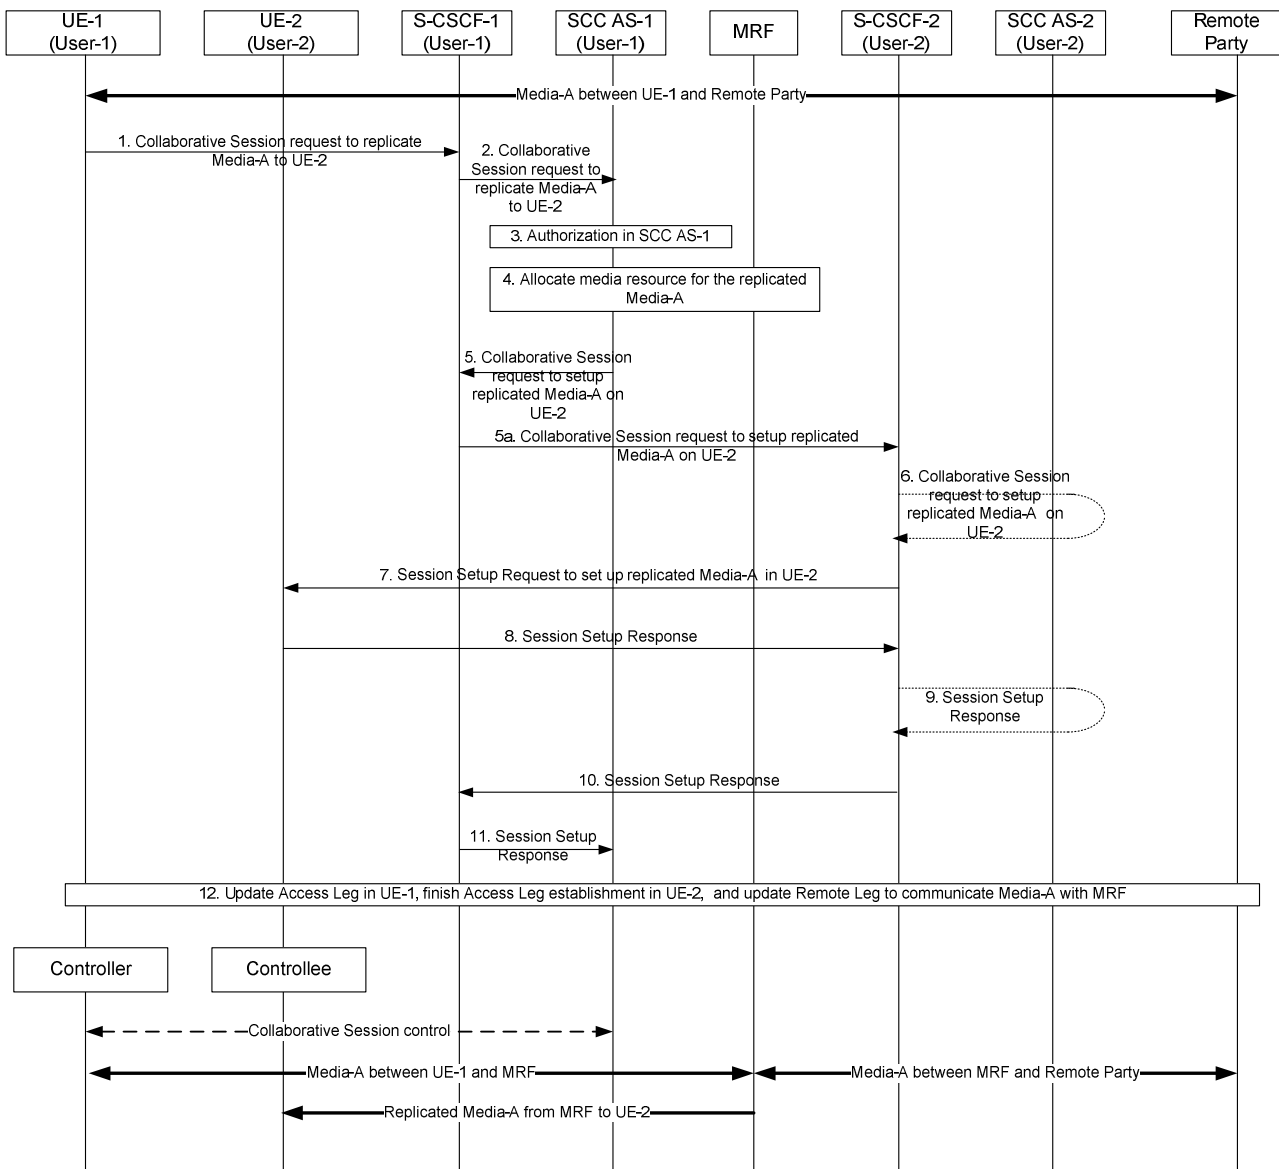 UE-1
(User-1)
UE-2
(User-2)
S-CSCF-1
(User-1)
SCC AS-1
(User-1)
MRF
S-CSCF-2
(User-2)
SCC AS-2
(User-2)
Remote
Party
Media-A between UE-1 and Remote Party
1. Collaborative Session request to replicate
Media-A to UE-2
2. Collaborative
Session request to
replicate Media-A
to UE-2
3. Authorization in SCC AS-1
4. Allocate media resource for the replicated
Media-A
5. Collaborative Session
request to setup
replicated Media-A on
UE-2
5a. Collaborative Session request to setup replicated
Media-A on UE-2
6. Collaborative Session
request to setup
replicated Media-A on
UE-2
7. Session Setup Request to set up replicated Media-A in UE-2
8. Session Setup Response
9. Session Setup
Response
10. Session Setup Response
11. Session Setup
Response
12. Update Access Leg in UE-1, finish Access Leg establishment in UE-2, and update Remote Leg to communicate Media-A with MRF
Controller
Controllee
Collaborative Session control
Media-A between UE-1 and MRF
Media-A between MRF and Remote Party
Replicated Media-A from MRF to UE-2